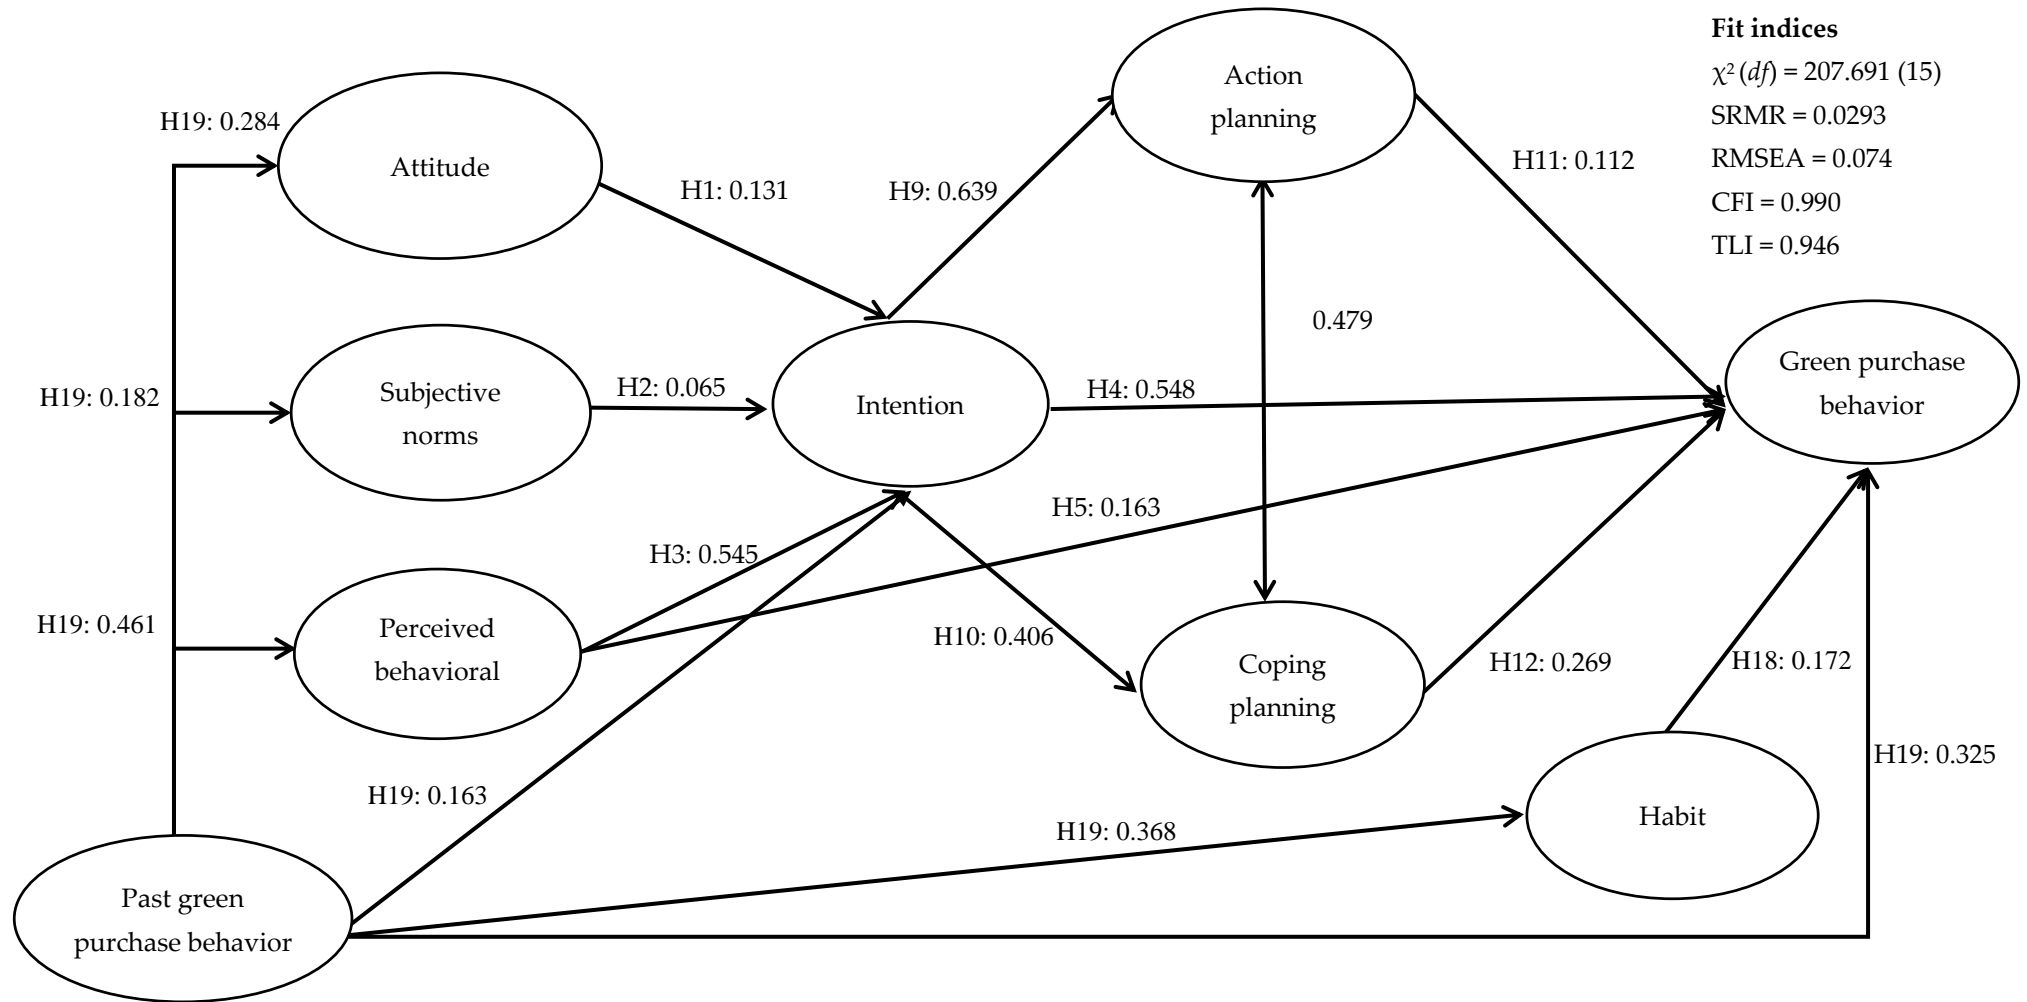 Fit indices
χ² (df) = 207.691 (15)
SRMR = 0.0293
RMSEA = 0.074
CFI = 0.990
TLI = 0.946
Action
planning
H19: 0.284
Attitude
H1: 0.131
H9: 0.639
H11: 0.112
0.479
Subjective
norms
H19: 0.182
H2: 0.065
Intention
H4: 0.548
Green purchase
behavior
H5: 0.163
H3: 0.545
H19: 0.461
Perceived
behavioral
H10: 0.406
Coping
planning
H12: 0.269
H18: 0.172
H19: 0.325
H19: 0.163
H19: 0.368
Habit
Past green
purchase behavior